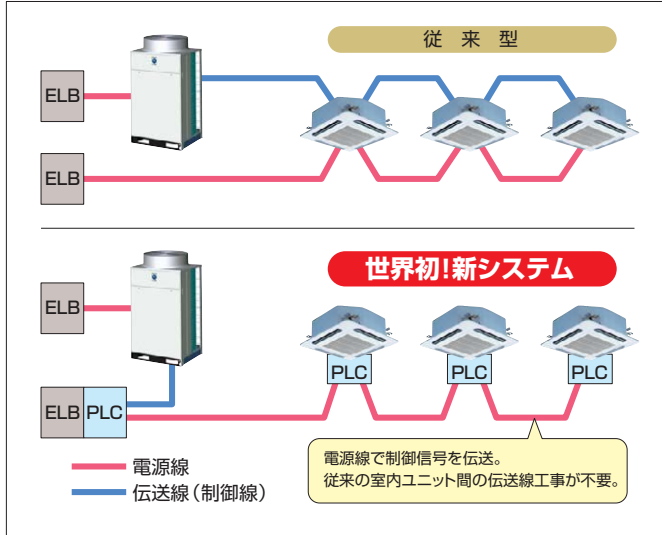 従来型
ELB
ELB
世界初!新システム
ELB
PLC
PLC
PLC
ELB PLC
電源線で制御信号を伝送。
従来の室内ユニット間の伝送線工事が不要。
電源線
伝送線(制御線)